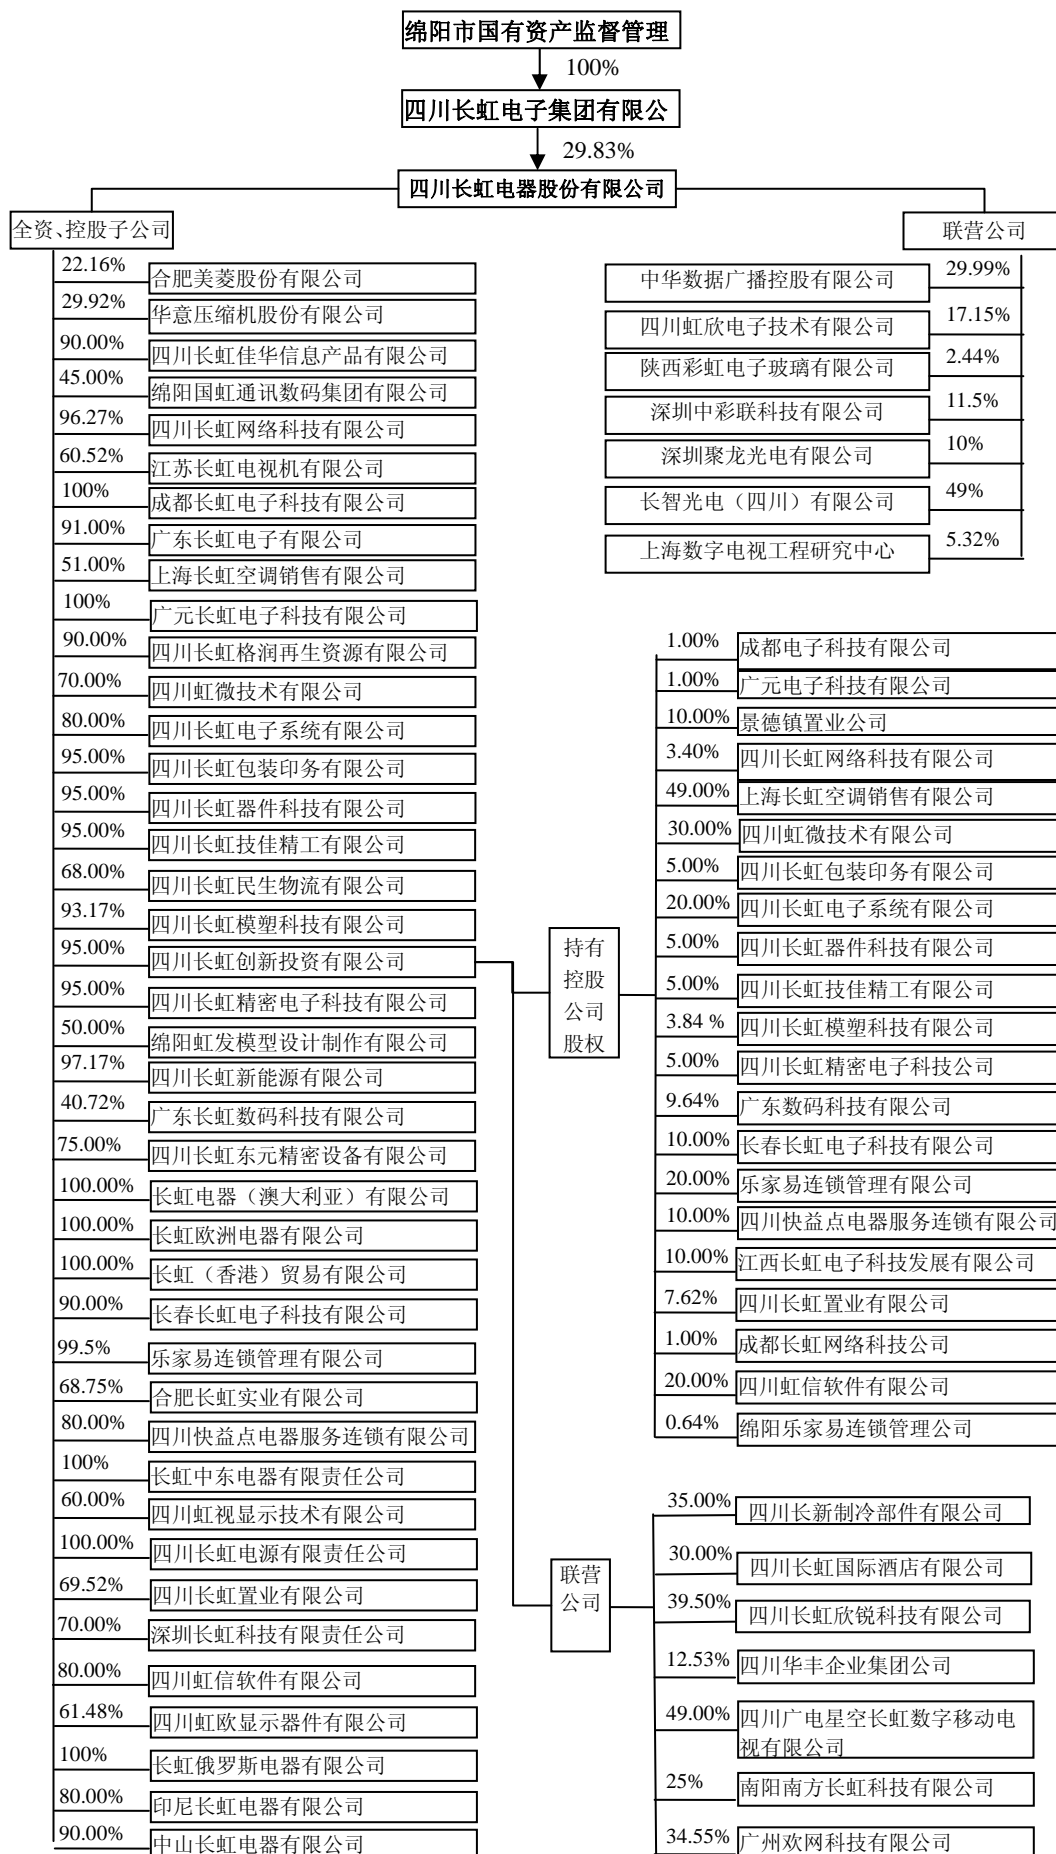 绵阳市国有资产监督管理
100%
四川长虹电子集团有限公
29.83%
四川长虹电器股份有限公司
全资、控股子公司
22.16%
合肥美菱股份有限公司
29.92%
华意压缩机股份有限公司
90.00%
四川长虹佳华信息产品有限公司
45.00%
绵阳国虹通讯数码集团有限公司
96.27%
四川长虹网络科技有限公司
60.52%
江苏长虹电视机有限公司
100%
成都长虹电子科技有限公司
91.00%
广东长虹电子有限公司
51.00%
上海长虹空调销售有限公司
100%
广元长虹电子科技有限公司
90.00%
四川长虹格润再生资源有限公司
70.00%
四川虹微技术有限公司
80.00%
四川长虹电子系统有限公司
95.00%
四川长虹包装印务有限公司
95.00%
四川长虹器件科技有限公司
95.00%
四川长虹技佳精工有限公司
68.00%
四川长虹民生物流有限公司
93.17%
四川长虹模塑科技有限公司
95.00%
四川长虹创新投资有限公司
95.00%
四川长虹精密电子科技有限公司
50.00%
绵阳虹发模型设计制作有限公司
97.17%
四川长虹新能源有限公司
40.72%
广东长虹数码科技有限公司
75.00%
四川长虹东元精密设备有限公司
100.00%
长虹电器（澳大利亚）有限公司
100.00%
长虹欧洲电器有限公司
100.00%
长虹（香港）贸易有限公司
90.00%
长春长虹电子科技有限公司
99.5%
乐家易连锁管理有限公司
68.75%
合肥长虹实业有限公司
80.00%
四川快益点电器服务连锁有限公司
100%
长虹中东电器有限责任公司
60.00%
四川虹视显示技术有限公司
100.00%
四川长虹电源有限责任公司
69.52%
四川长虹置业有限公司
70.00%
深圳长虹科技有限责任公司
80.00%
四川虹信软件有限公司
61.48%
四川虹欧显示器件有限公司
100%
长虹俄罗斯电器有限公司
80.00%
印尼长虹电器有限公司
90.00%
中山长虹电器有限公司
联营公司
中华数据广播控股有限公司
29.99%
四川虹欣电子技术有限公司
17.15%
陕西彩虹电子玻璃有限公司
2.44%
深圳中彩联科技有限公司
11.5%
深圳聚龙光电有限公司
10%
长智光电（四川）有限公司
49%
上海数字电视工程研究中心
5.32%
持有
控股
公司
股权
1.00%
成都电子科技有限公司
1.00%
广元电子科技有限公司
10.00%
景德镇置业公司
3.40%
四川长虹网络科技有限公司
49.00%
上海长虹空调销售有限公司
30.00%
四川虹微技术有限公司
5.00%
四川长虹包装印务有限公司
20.00%
四川长虹电子系统有限公司
5.00%
四川长虹器件科技有限公司
5.00%
四川长虹技佳精工有限公司
3.84 %
四川长虹模塑科技有限公司
5.00%
四川长虹精密电子科技公司
9.64%
广东数码科技有限公司
10.00%
长春长虹电子科技有限公司
20.00%
乐家易连锁管理有限公司
10.00%
四川快益点电器服务连锁有限公司
10.00%
江西长虹电子科技发展有限公司
7.62%
四川长虹置业有限公司
1.00%
成都长虹网络科技公司
20.00%
四川虹信软件有限公司
0.64%
绵阳乐家易连锁管理公司
联营
公司
35.00%
四川长新制冷部件有限公司
30.00%
四川长虹国际酒店有限公司
39.50%
四川长虹欣锐科技有限公司
12.53%
四川华丰企业集团公司
49.00%
四川广电星空长虹数字移动电
视有限公司
25%
南阳南方长虹科技有限公司
34.55%
广州欢网科技有限公司